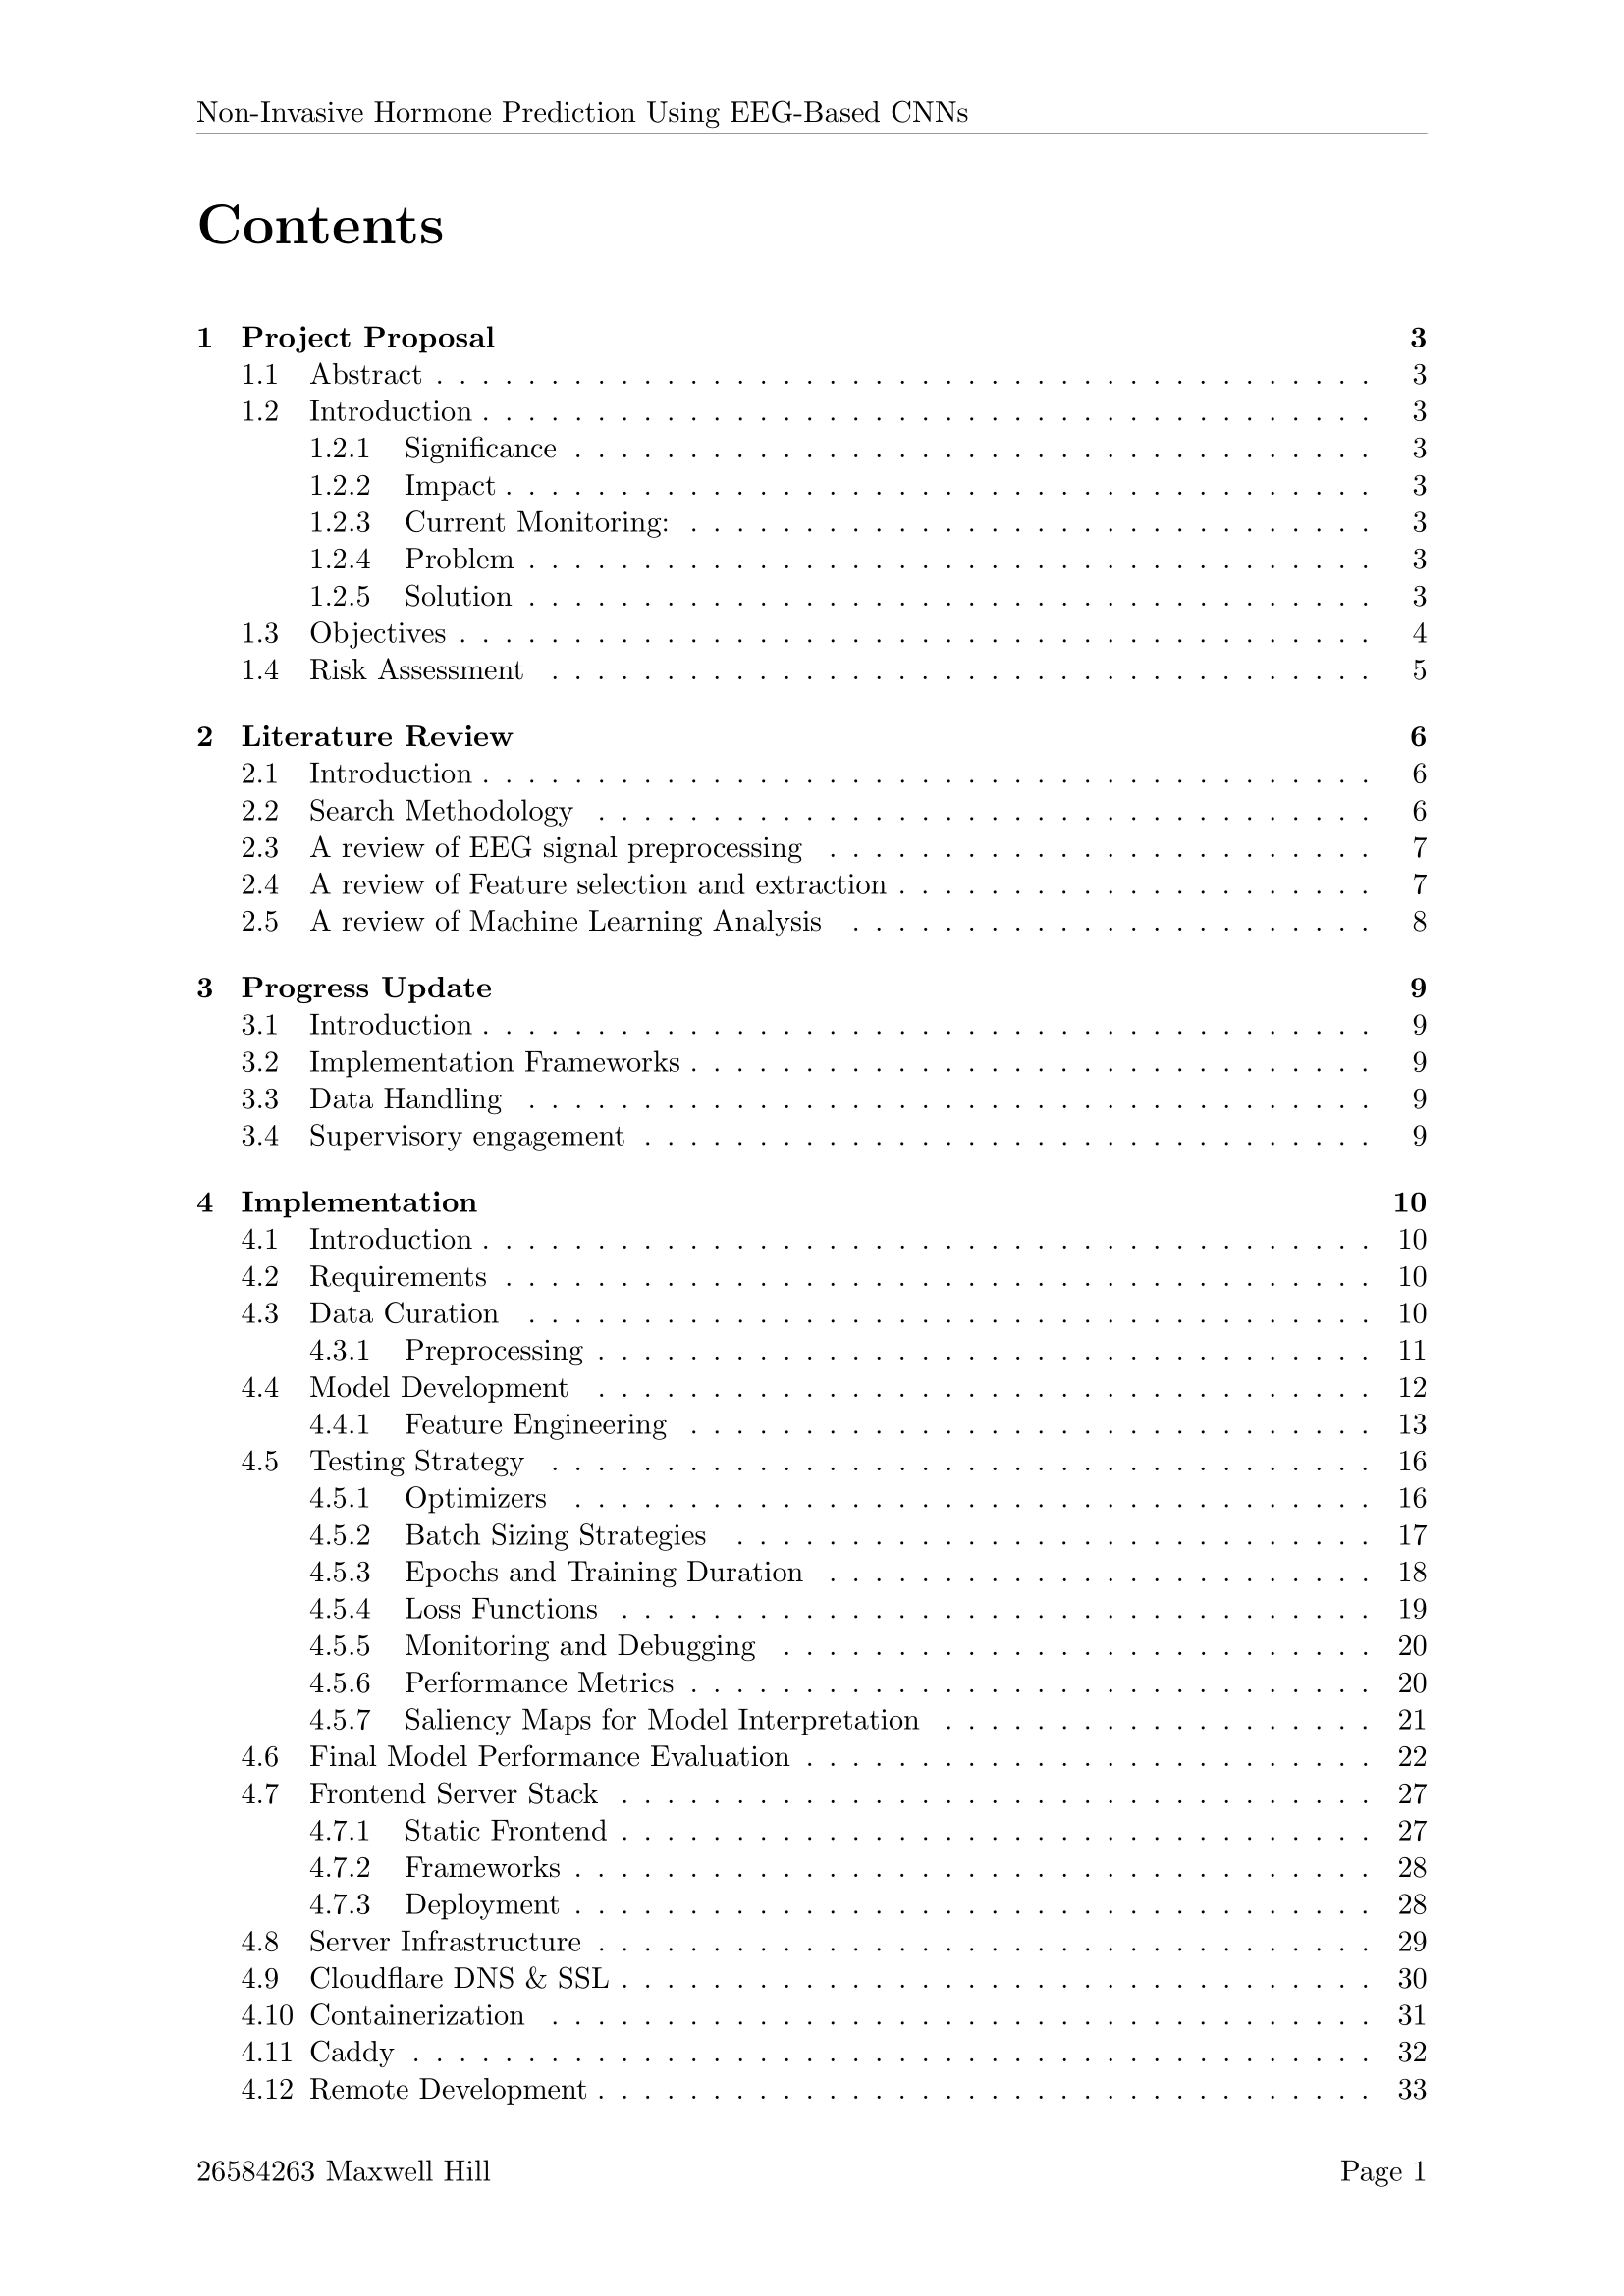 Non-Invasive Hormone Prediction Using EEG-Based CNNs
Contents
1 Project Proposal 3
1.1 Abstract . . . . . . . . . . . . . . . . . . . . . . . . . . . . . . . . . . . . . . . . . 3
1.2 Introduction . . . . . . . . . . . . . . . . . . . . . . . . . . . . . . . . . . . . . . . 3
1.2.1 Significance . . . . . . . . . . . . . . . . . . . . . . . . . . . . . . . . . . . 3
1.2.2 Impact . . . . . . . . . . . . . . . . . . . . . . . . . . . . . . . . . . . . . . 3
1.2.3 Current Monitoring: . . . . . . . . . . . . . . . . . . . . . . . . . . . . . . 3
1.2.4 Problem . . . . . . . . . . . . . . . . . . . . . . . . . . . . . . . . . . . . . 3
1.2.5 Solution . . . . . . . . . . . . . . . . . . . . . . . . . . . . . . . . . . . . . 3
1.3 Objectives . . . . . . . . . . . . . . . . . . . . . . . . . . . . . . . . . . . . . . . . 4
1.4 Risk Assessment . . . . . . . . . . . . . . . . . . . . . . . . . . . . . . . . . . . . 5
2 Literature Review 6
2.1 Introduction . . . . . . . . . . . . . . . . . . . . . . . . . . . . . . . . . . . . . . . 6
2.2 Search Methodology . . . . . . . . . . . . . . . . . . . . . . . . . . . . . . . . . . 6
2.3 A review of EEG signal preprocessing . . . . . . . . . . . . . . . . . . . . . . . . 7
2.4 A review of Feature selection and extraction . . . . . . . . . . . . . . . . . . . . . 7
2.5 A review of Machine Learning Analysis . . . . . . . . . . . . . . . . . . . . . . . 8
3 Progress Update 9
3.1 Introduction . . . . . . . . . . . . . . . . . . . . . . . . . . . . . . . . . . . . . . . 9
3.2 Implementation Frameworks . . . . . . . . . . . . . . . . . . . . . . . . . . . . . . 9
3.3 Data Handling . . . . . . . . . . . . . . . . . . . . . . . . . . . . . . . . . . . . . 9
3.4 Supervisory engagement . . . . . . . . . . . . . . . . . . . . . . . . . . . . . . . . 9
4 Implementation 10
4.1 Introduction . . . . . . . . . . . . . . . . . . . . . . . . . . . . . . . . . . . . . . . 10
4.2 Requirements . . . . . . . . . . . . . . . . . . . . . . . . . . . . . . . . . . . . . . 10
4.3 Data Curation . . . . . . . . . . . . . . . . . . . . . . . . . . . . . . . . . . . . . 10
4.3.1 Preprocessing . . . . . . . . . . . . . . . . . . . . . . . . . . . . . . . . . . 11
4.4 Model Development . . . . . . . . . . . . . . . . . . . . . . . . . . . . . . . . . . 12
4.4.1 Feature Engineering . . . . . . . . . . . . . . . . . . . . . . . . . . . . . . 13
4.5 Testing Strategy . . . . . . . . . . . . . . . . . . . . . . . . . . . . . . . . . . . . 16
4.5.1 Optimizers . . . . . . . . . . . . . . . . . . . . . . . . . . . . . . . . . . . 16
4.5.2 Batch Sizing Strategies . . . . . . . . . . . . . . . . . . . . . . . . . . . . 17
4.5.3 Epochs and Training Duration . . . . . . . . . . . . . . . . . . . . . . . . 18
4.5.4 Loss Functions . . . . . . . . . . . . . . . . . . . . . . . . . . . . . . . . . 19
4.5.5 Monitoring and Debugging . . . . . . . . . . . . . . . . . . . . . . . . . . 20
4.5.6 Performance Metrics . . . . . . . . . . . . . . . . . . . . . . . . . . . . . . 20
4.5.7 Saliency Maps for Model Interpretation . . . . . . . . . . . . . . . . . . . 21
4.6 Final Model Performance Evaluation . . . . . . . . . . . . . . . . . . . . . . . . . 22
4.7 Frontend Server Stack . . . . . . . . . . . . . . . . . . . . . . . . . . . . . . . . . 27
4.7.1 Static Frontend . . . . . . . . . . . . . . . . . . . . . . . . . . . . . . . . . 27
4.7.2 Frameworks . . . . . . . . . . . . . . . . . . . . . . . . . . . . . . . . . . . 28
4.7.3 Deployment . . . . . . . . . . . . . . . . . . . . . . . . . . . . . . . . . . . 28
4.8 Server Infrastructure . . . . . . . . . . . . . . . . . . . . . . . . . . . . . . . . . . 29
4.9 Cloudflare DNS & SSL . . . . . . . . . . . . . . . . . . . . . . . . . . . . . . . . . 30
4.10 Containerization . . . . . . . . . . . . . . . . . . . . . . . . . . . . . . . . . . . . 31
4.11 Caddy . . . . . . . . . . . . . . . . . . . . . . . . . . . . . . . . . . . . . . . . . . 32
4.12 Remote Development . . . . . . . . . . . . . . . . . . . . . . . . . . . . . . . . . . 33
26584263 Maxwell Hill Page 1